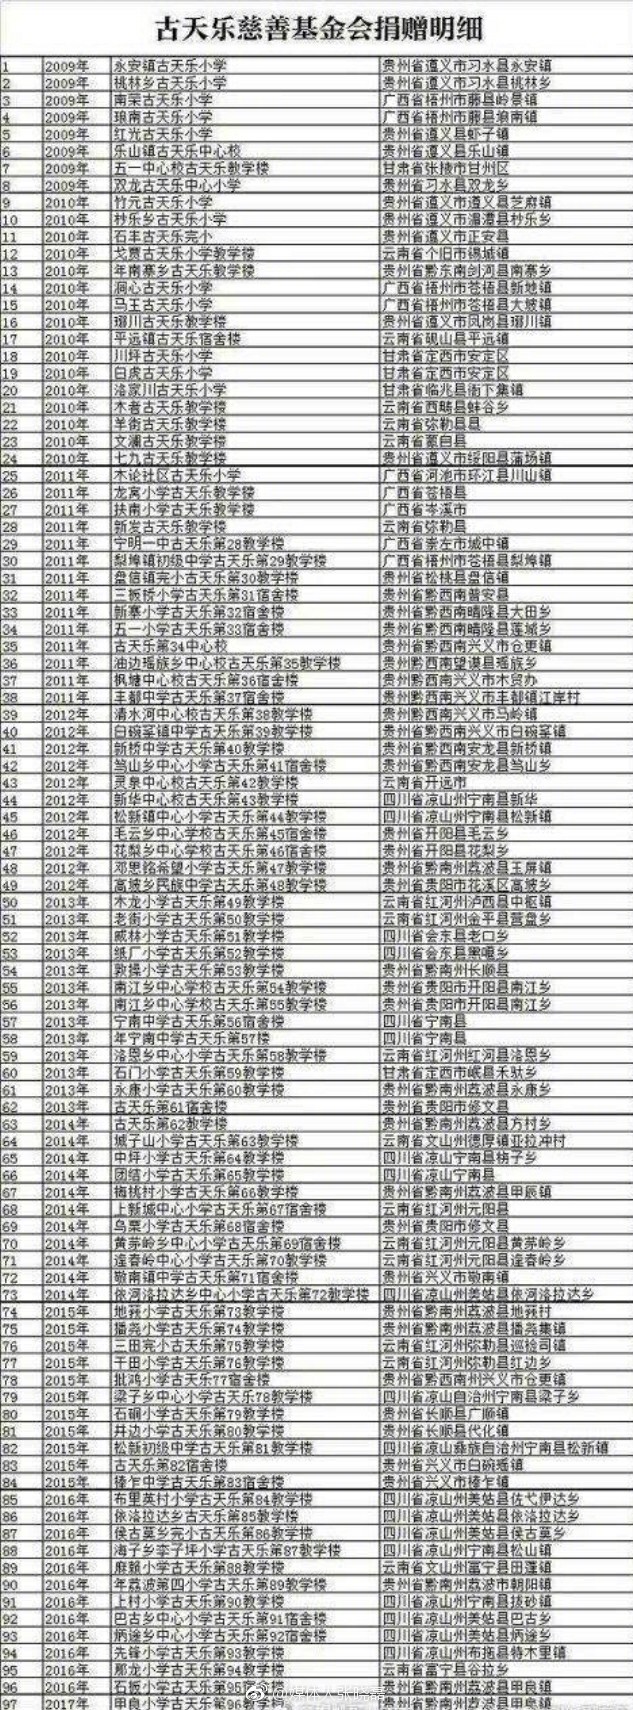 古天乐慈善基金会捐赠明细
1 2009年 永安镇古天乐小学 贵州省遵义市习水县永安镇
2 2009年 桃林乡古天乐小学 贵州省遵义市习水县桃林乡
3 2009年 南荣古天乐小学 广西省梧州市藤县岭景镇
4 2009年 琅南古天乐小学 广西省梧州市藤县琅南镇
5 2009年 红光古天乐小学 贵州省遵义县虾子镇
6 2009年 乐山镇古天乐中心校 贵州省遵义县乐山镇
7 2009年 五一中心校古天乐教学楼 甘肃省张掖市甘州区
8 2009年 双龙古天乐中心小学 贵州省习水县双龙乡
9 2010年 竹元古天乐小学 贵州省遵义市遵义县芝麻镇
10 2010年 杪乐乡古天乐小学 贵州省遵义市湄潭县杪乐乡
11 2010年 石丰古天乐完小 贵州省遵义市正安县
12 2010年 戈贾古天乐小学教学楼 云南省个旧市锡城镇
13 2010年 年南寨乡古天乐教学楼 贵州省黔东南剑河县南寨乡
14 2010年 洞心古天乐小学 广西省梧州市苍梧县新地镇
15 2010年 马王古天乐小学 广西省梧州市苍梧县大坡镇
16 2010年 琊川古天乐教学楼 贵州省遵义市凤岗县琊川镇
17 2010年 平远镇古天乐宿舍楼 云南省砚山县平远镇
18 2010年 川坪古天乐小学 甘肃省定西市安定区
19 2010年 白虎古天乐小学 甘肃省定西市安定区
20 2010年 洛家川古天乐小学 甘肃省临兆县衙下集镇
21 2010年 木者古天乐教学楼 云南省西畴县蚌谷乡
22 2010年 羊街古天乐教学楼 云南省弥勒县县
23 2010年 文澜古天乐教学楼 云南省蒙自县
24 2010年 七九古天乐教学楼 贵州省遵义市绥阳县蒲场镇
25 2011年 木论社区古天乐小学 广西省河池市环江县川山镇
26 2011年 龙窝小学古天乐教学楼 广西省苍梧县
27 2011年 扶南小学古天乐教学楼 广西省岑溪市
28 2011年 新发古天乐教学楼 云南省弥勒县
29 2011年 宁明一中古天乐第28教学楼 广西省崇左市城中镇
30 2011年 梨埠镇初级中学古天乐第29教学楼 广西省梧州市苍梧县梨埠镇
31 2011年 盘信镇完小古天乐第30教学楼 贵州省松桃县盘信镇
32 2011年 三板桥小学古天乐第31宿舍楼 贵州省黔西南普安县
33 2011年 新寨小学古天乐第32宿舍楼 贵州省黔西南晴隆县大田乡
34 2011年 五一小学古天乐第33宿舍楼 贵州省黔西南晴隆县莲城乡
35 2011年 古天乐第34中心校 贵州省黔西南兴义市仓更镇
36 2011年 油边瑶族乡中心校古天乐第35教学楼 贵州黔西南望谟县瑶族乡
37 2011年 枫塘中心校古天乐第36宿舍楼 贵州黔西南兴义市木贾办
38 2011年 丰都中学古天乐第37宿舍楼 贵州黔西南兴义市丰都镇江岸村
39 2012年 清水河中心校古天乐第38教学楼 贵州黔西南兴义市马岭镇
40 2012年 白碗窑镇中学古天乐第39教学楼 贵州省黔西南兴义市白碗窑镇
41 2012年 新桥中学古天乐第40教学楼 贵州省黔西南安龙县新桥镇
42 2012年 笃山乡中心小学古天乐第41宿舍楼 贵州省黔西南安龙县笃山乡
43 2012年 灵泉中心校古天乐第42教学楼 云南省开远市
44 2012年 新华中心校古天乐第43教学楼 四川省凉山州宁南县新华
45 2012年 松新镇中心小学古天乐第44教学楼 四川省凉山州宁南县松新镇
46 2012年 毛云乡中心学校古天乐第45宿舍楼 贵州省开阳县毛云乡
47 2012年 花梨乡中心学校古天乐第46宿舍楼 贵州省开阳县花梨乡
48 2012年 邓思铭希望小学古天乐第47教学楼 贵州省黔南州荔波县玉屏镇
49 2012年 高坡乡民族中学古天乐第48教学楼 贵州省贵阳市花溪区高坡乡
50 2013年 木龙小学古天乐第49教学楼 云南省红河州泸西县中枢镇
51 2013年 老街小学古天乐第50教学楼 云南省红河州金平县营盘乡
52 2013年 威林小学古天乐第51教学楼 四川省会东县老口乡
53 2013年 纸厂小学古天乐第52教学楼 四川省会东县黑嘎乡
54 2013年 敦操小学古天乐第53教学楼 贵州省黔南州长顺县
55 2013年 南江乡中心学校古天乐第54教学楼 贵州省贵阳市开阳县南江乡
56 2013年 南江乡中心学校古天乐第55教学楼 贵州省贵阳市开阳县南江乡
57 2013年 宁南中学古天乐第56宿舍楼 四川省宁南县
58 2013年 年宁南中学古天乐第57楼 四川省宁南县
59 2013年 洛恩乡中心小学古天乐第58教学楼 云南省红河州红河县洛恩乡
60 2013年 石门小学古天乐第59教学楼 甘肃省定西市岷县禾驮乡
61 2013年 永康小学古天乐第60教学楼 贵州省黔南州荔波县永康乡
62 2013年 古天乐第61宿舍楼 贵州省贵阳市修文县
63 2014年 古天乐第62教学楼 贵州省黔南州荔波县方村乡
64 2014年 城子山小学古天乐第63教学楼 云南省文山州德厚镇亚拉冲村
65 2014年 中坪小学古天乐第64教学楼 四川省凉山宁南县梓子乡
66 2014年 团结小学古天乐第65教学楼 四川省凉山宁南县
67 2014年 梅桃村小学古天乐第66教学楼 贵州省黔南州荔波县甲辰镇
68 2014年 上新城中心小学古天乐第67宿舍楼 云南省红河州元阳县
69 2014年 乌栗小学古天乐第68宿舍楼 贵州省贵阳市修文县
70 2014年 黄茅岭乡中心小学古天乐第69宿舍楼 云南省红河州元阳县黄茅岭乡
71 2014年 逢春岭中心小学古天乐第70教学楼 云南省红河州元阳县逢春岭乡
72 2014年 敬南镇中学古天乐第71宿舍楼 贵州省兴义市敬南镇
73 2014年 依河洛拉达乡中心小学古天乐第72教学楼 四川省凉山州美姑县依河洛拉达乡
74 2015年 地莪小学古天乐第73教学楼 贵州省黔南州荔波县地莪村
75 2015年 播尧小学古天乐第74教学楼 贵州省黔南州荔波县播尧集镇
76 2015年 三田完小古天乐第75教学楼 云南省红河州弥勒县巡检司镇
77 2015年 干田小学古天乐第76教学楼 云南省红河州弥勒县红边乡
78 2015年 批鸿小学古天乐77宿舍楼 贵州省黔西南州兴义市仓更镇
79 2015年 梁子乡中心小学古天乐78教学楼 四川省凉山自治州宁南县梁子乡
80 2015年 石硐小学古天乐第79教学楼 贵州省长顺县广顺镇
81 2015年 井边小学古天乐第80教学楼 贵州省长顺县代化镇
82 2015年 松新初级中学古天乐第81教学楼 四川省凉山彝族自治州宁南县松新镇
83 2015年 古天乐第82宿舍楼 贵州省兴义市白碗瑶镇
84 2015年 捧乍中学古天乐第83宿舍楼 贵州省兴义市捧乍镇
85 2016年 布里英村小学古天乐第84教学楼 四川省凉山州美姑县佐戈伊达乡
86 2016年 依洛拉达乡古天乐第85教学楼 四川省凉山州美姑县依洛拉达乡
87 2016年 侯古莫乡完小古天乐第86教学楼 四川省凉山州美姑县侯古莫乡
88 2016年 海子乡李子坪小学古天乐第87教学楼 四川省凉山州宁南县松山镇
89 2016年 麻赖小学古天乐第88教学楼 云南省文山州富宁县田蓬镇
90 2016年 年荔波第四小学古天乐第89教学楼 贵州省黔南州荔波市朝阳镇
91 2016年 上村小学古天乐第90教学楼 四川省凉山州宁南县拔砂镇
92 2016年 巴古乡中心小学古天乐第91宿舍楼 四川省凉山州美姑县巴古乡
93 2016年 炳途乡中心小学古天乐第92宿舍楼 四川省凉山州美姑县炳途乡
94 2016年 先锋小学古天乐第93教学楼 四川省凉山州布拖县特木里镇
95 2016年 那龙小学古天乐第94教学楼 云南省富宁县谷拉乡
96 2016年 石板小学古天乐第95宿舍楼 贵州省黔南州荔波县甲良镇
97 2017年 甲良小学古天乐第96教学楼 贵州省黔南州荔波县甲良镇